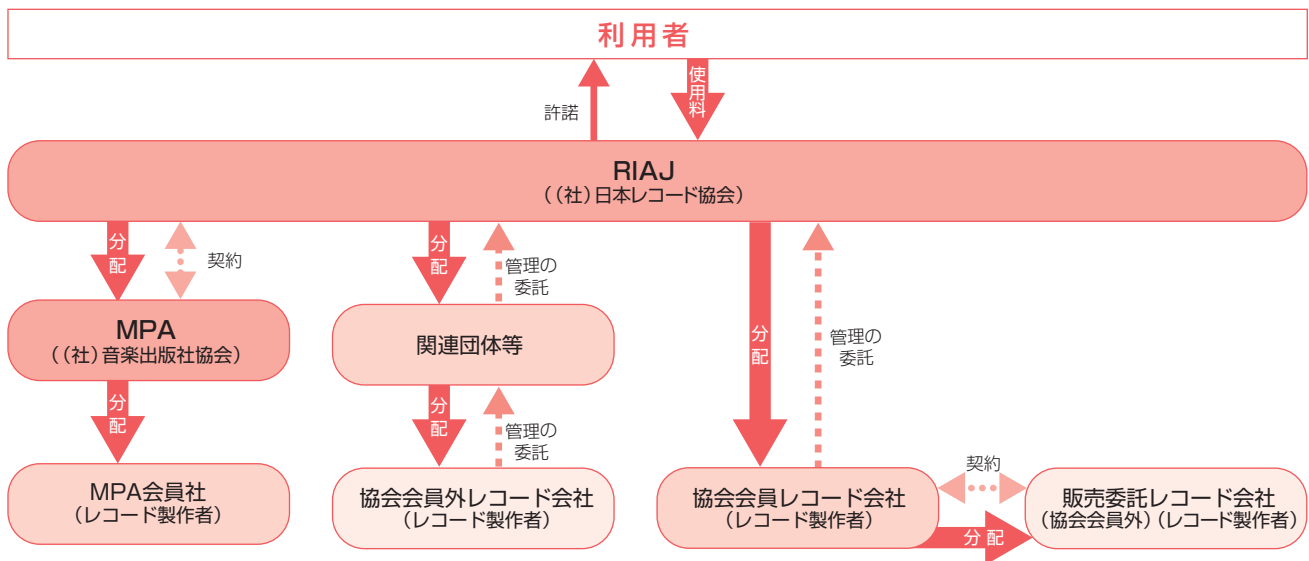 利用者
許諾
使用料
RIAJ
((社)日本レコード協会)
分配
契約
分配
管理の
委託
分配
管理の
委託
MPA
((社)音楽出版社協会)
関連団体等
分配
分配
管理の
委託
MPA会員社
(レコード製作者)
協会会員外レコード会社
(レコード製作者)
協会会員レコード会社
(レコード製作者)
契約
分配
販売委託レコード会社
(協会会員外)(レコード製作者)